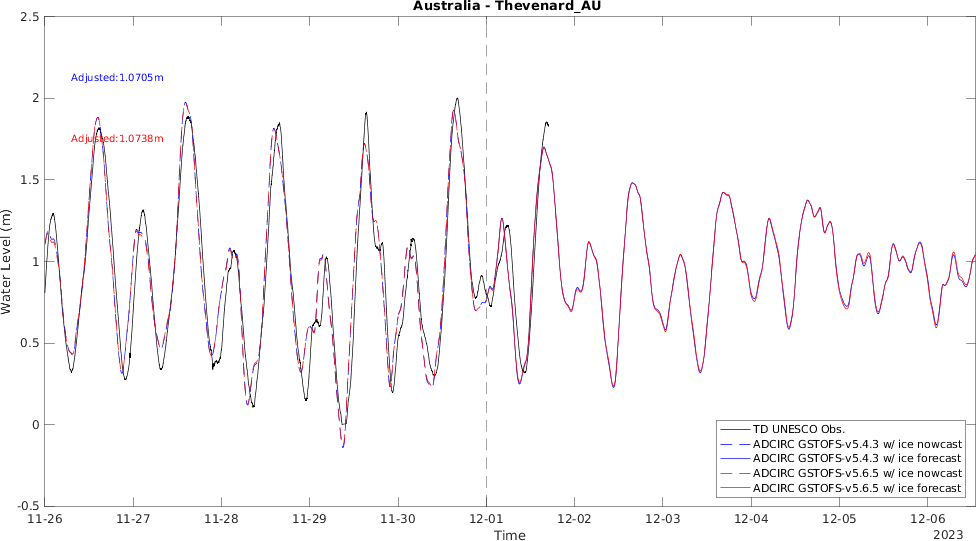 Australia - Thevenard_AU
2.5
2
1.5
1
0.5
0
-0.5
Water Level (m)
Adjusted:1.0705m
Adjusted:1.0738m
TD UNESCO Obs.
ADCIRC GSTOFS-v5.4.3 w/ ice nowcast
ADCIRC GSTOFS-v5.4.3 w/ ice forecast
ADCIRC GSTOFS-v5.6.5 w/ ice nowcast
ADCIRC GSTOFS-v5.6.5 w/ ice forecast
11-26 11-27 11-28 11-29 11-30 12-01 12-02 12-03 12-04 12-05 12-06
Time
2023